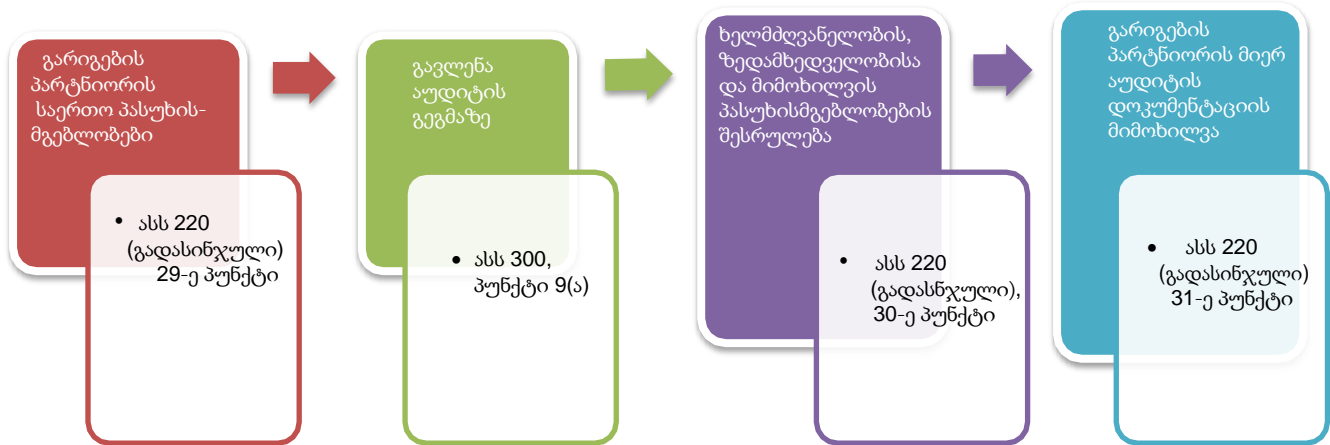 გარიგების
პარტნიორის
საერთო პასუხის-
მგებლობები
• ასს 220
(გადასინჯული)
29-ე პუნქტი
გავლენა
აუდიტის
გეგმაზე
• ასს 300,
პუნქტი 9(ა)
ხელმძღვანელობის,
ზედამხედველობისა
და მიმოხილვის
პასუხისმგებლობების
შესრულება
• ასს 220
(გადასნჯული),
30-ე პუნქტი
გარიგების
პარტნიორის მიერ
აუდიტის
დოკუმენტაციის
მიმოხილვა
• ასს 220
(გადასინჯული)
31-ე პუნქტი